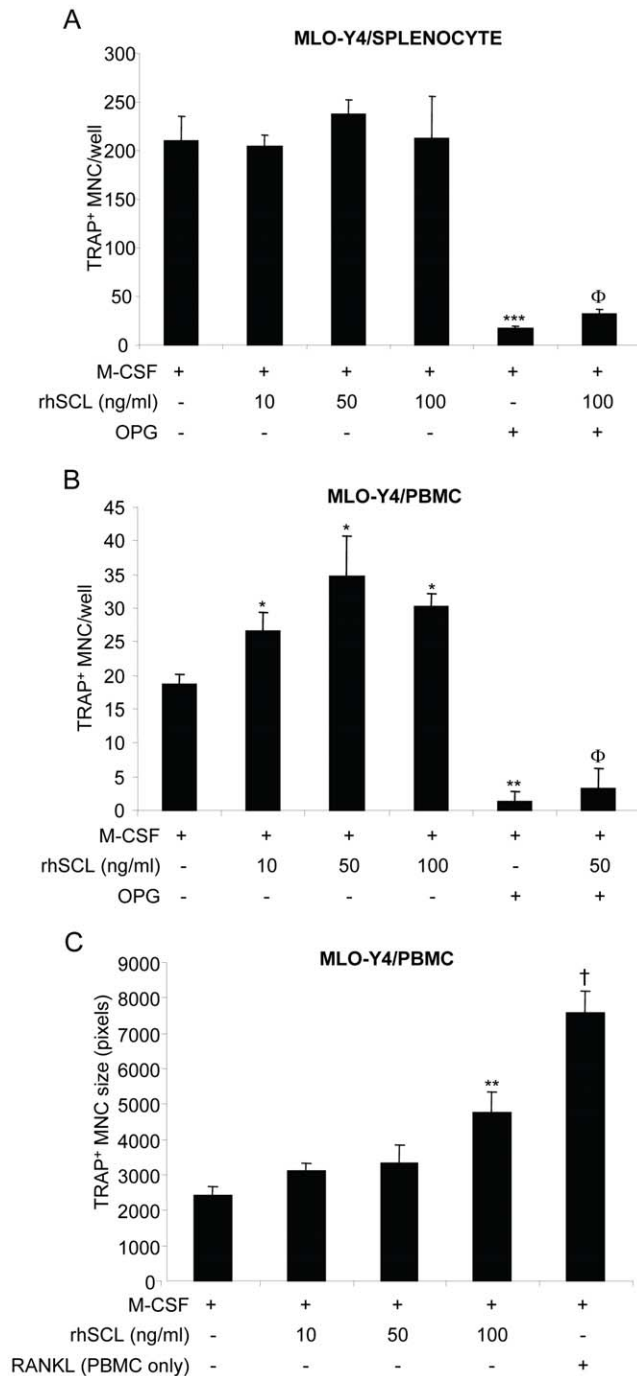 A
MLO-Y4/SPLENOCYTE
TRAP⁺ MNC/well
300
250
200
150
100
50
0
***
Φ
M-CSF + + + + + +
rhSCL (ng/ml) - 10 50 100 - 100
OPG - - - - + +
B
MLO-Y4/PBMC
TRAP⁺ MNC/well
45
40
35
30
25
20
15
10
5
0
* * * ** Φ
M-CSF + + + + + +
rhSCL (ng/ml) - 10 50 100 - 50
OPG - - - - + +
C
MLO-Y4/PBMC
TRAP⁺ MNC size (pixels)
9000
8000
7000
6000
5000
4000
3000
2000
1000
0
** †
M-CSF + + + + +
rhSCL (ng/ml) - 10 50 100 -
RANKL (PBMC only) - - - - +